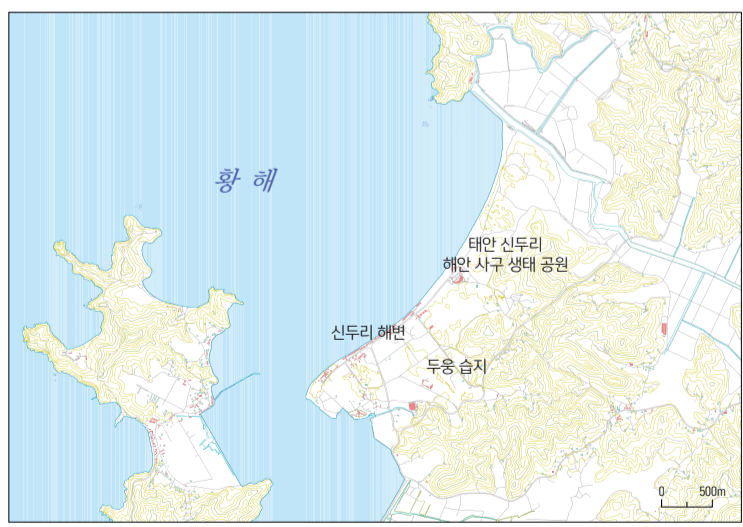 황 해
태안 신두리
해안 사구 생태 공원
신두리 해변
두웅 습지
0 500m